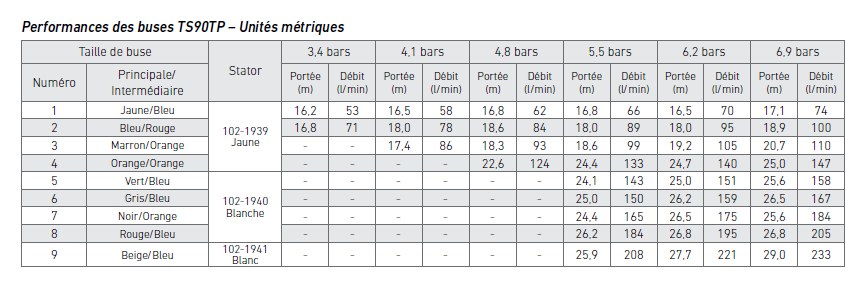 Performances des buses TS90TP – Unités métriques
Taille de buse Stator 3,4 bars 4,1 bars 4,8 bars 5,5 bars 6,2 bars 6,9 bars
Numéro Principale/ Intermédiaire Portée (m) Débit (l/min) Portée (m) Débit (l/min) Portée (m) Débit (l/min) Portée (m) Débit (l/min) Portée (m) Débit (l/min) Portée (m) Débit (l/min)
1 Jaune/Bleu 102-1939 Jaune 16,2 53 16,5 58 16,8 62 16,8 66 16,5 70 17,1 74
2 Bleu/Rouge 16,8 71 18,0 78 18,6 84 18,0 89 18,0 95 18,9 100
3 Marron/Orange - - 17,4 86 18,3 93 18,6 99 19,2 105 20,7 110
4 Orange/Orange - - - - 22,6 124 24,4 133 24,7 140 25,0 147
5 Vert/Bleu 102-1940 Blanche - - - - - - 24,1 143 25,0 151 25,6 158
6 Gris/Bleu - - - - - - 25,0 150 26,2 159 26,5 167
7 Noir/Orange - - - - - - 24,4 165 26,5 175 25,6 184
8 Rouge/Bleu - - - - - - 26,2 184 26,8 195 26,8 205
9 Beige/Bleu 102-1941 Blanc - - - - - - 25,9 208 27,7 221 29,0 233